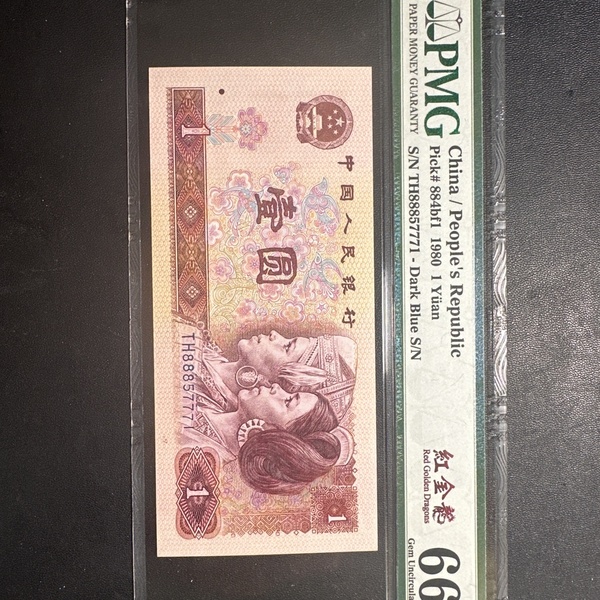 PMG
PAPER MONEY GUARANTY
China / People's Republic
Pick# 884bf1 1980 1 Yüan
S/N TH88857771 - Dark Blue S/N
紅金龍
Red Golden Dragons
66
Gem Uncircula
中国人民银行
壹圆
1
TH88857771
1
1